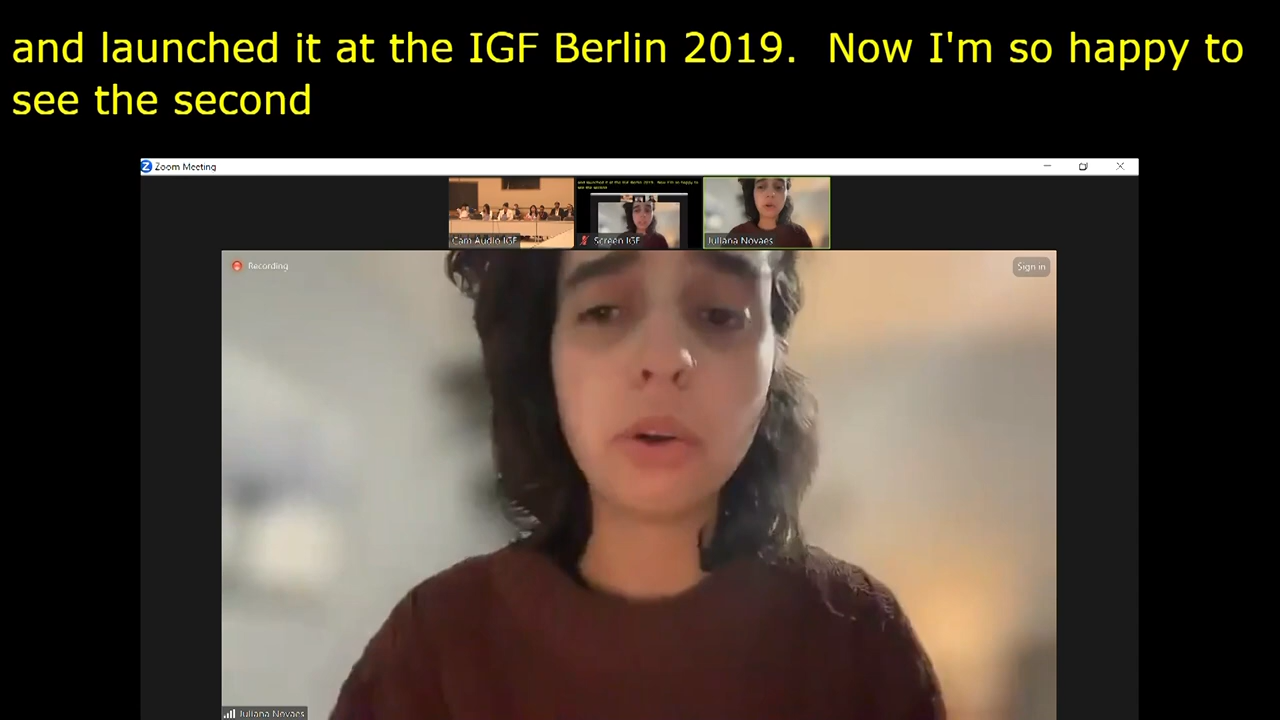 and launched it at the IGF Berlin 2019.  Now I'm so happy to
see the second
Zoom Meeting
Cam Audio IGF
Screen IGF
Juliana Novaes
Recording
Sign in
Juliana Novaes